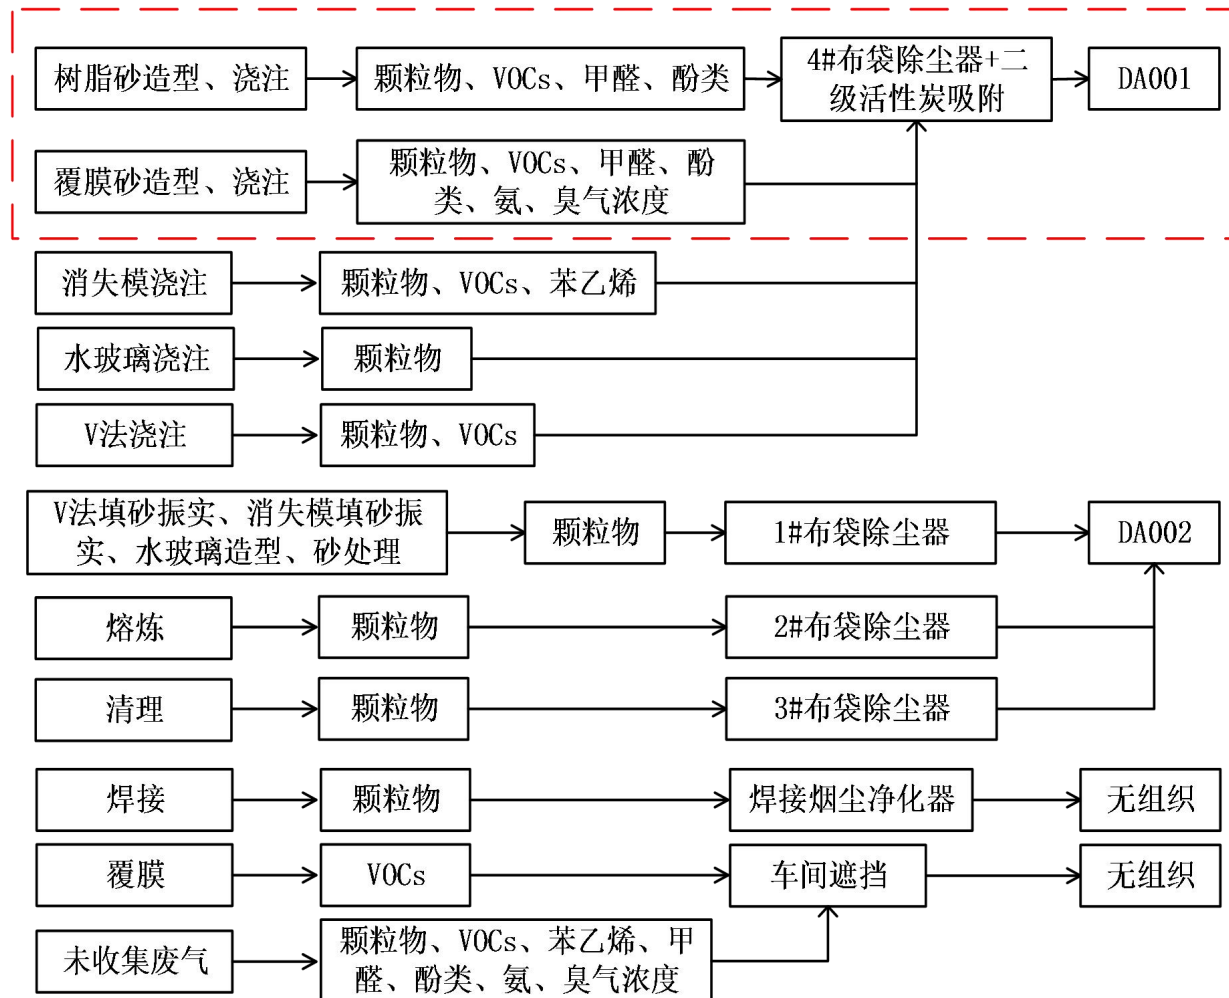 树脂砂造型、浇注
颗粒物、VOCs、甲醛、酚类
4#布袋除尘器+二
级活性炭吸附
DA001
覆膜砂造型、浇注
颗粒物、VOCs、甲醛、酚
类、氨、臭气浓度
消失模浇注
颗粒物、VOCs、苯乙烯
水玻璃浇注
颗粒物
V法浇注
颗粒物、VOCs
V法填砂振实、消失模填砂振
实、水玻璃造型、砂处理
颗粒物
1#布袋除尘器
DA002
熔炼
颗粒物
2#布袋除尘器
清理
颗粒物
3#布袋除尘器
焊接
颗粒物
焊接烟尘净化器
无组织
覆膜
VOCs
车间遮挡
无组织
未收集废气
颗粒物、VOCs、苯乙烯、甲
醛、酚类、氨、臭气浓度